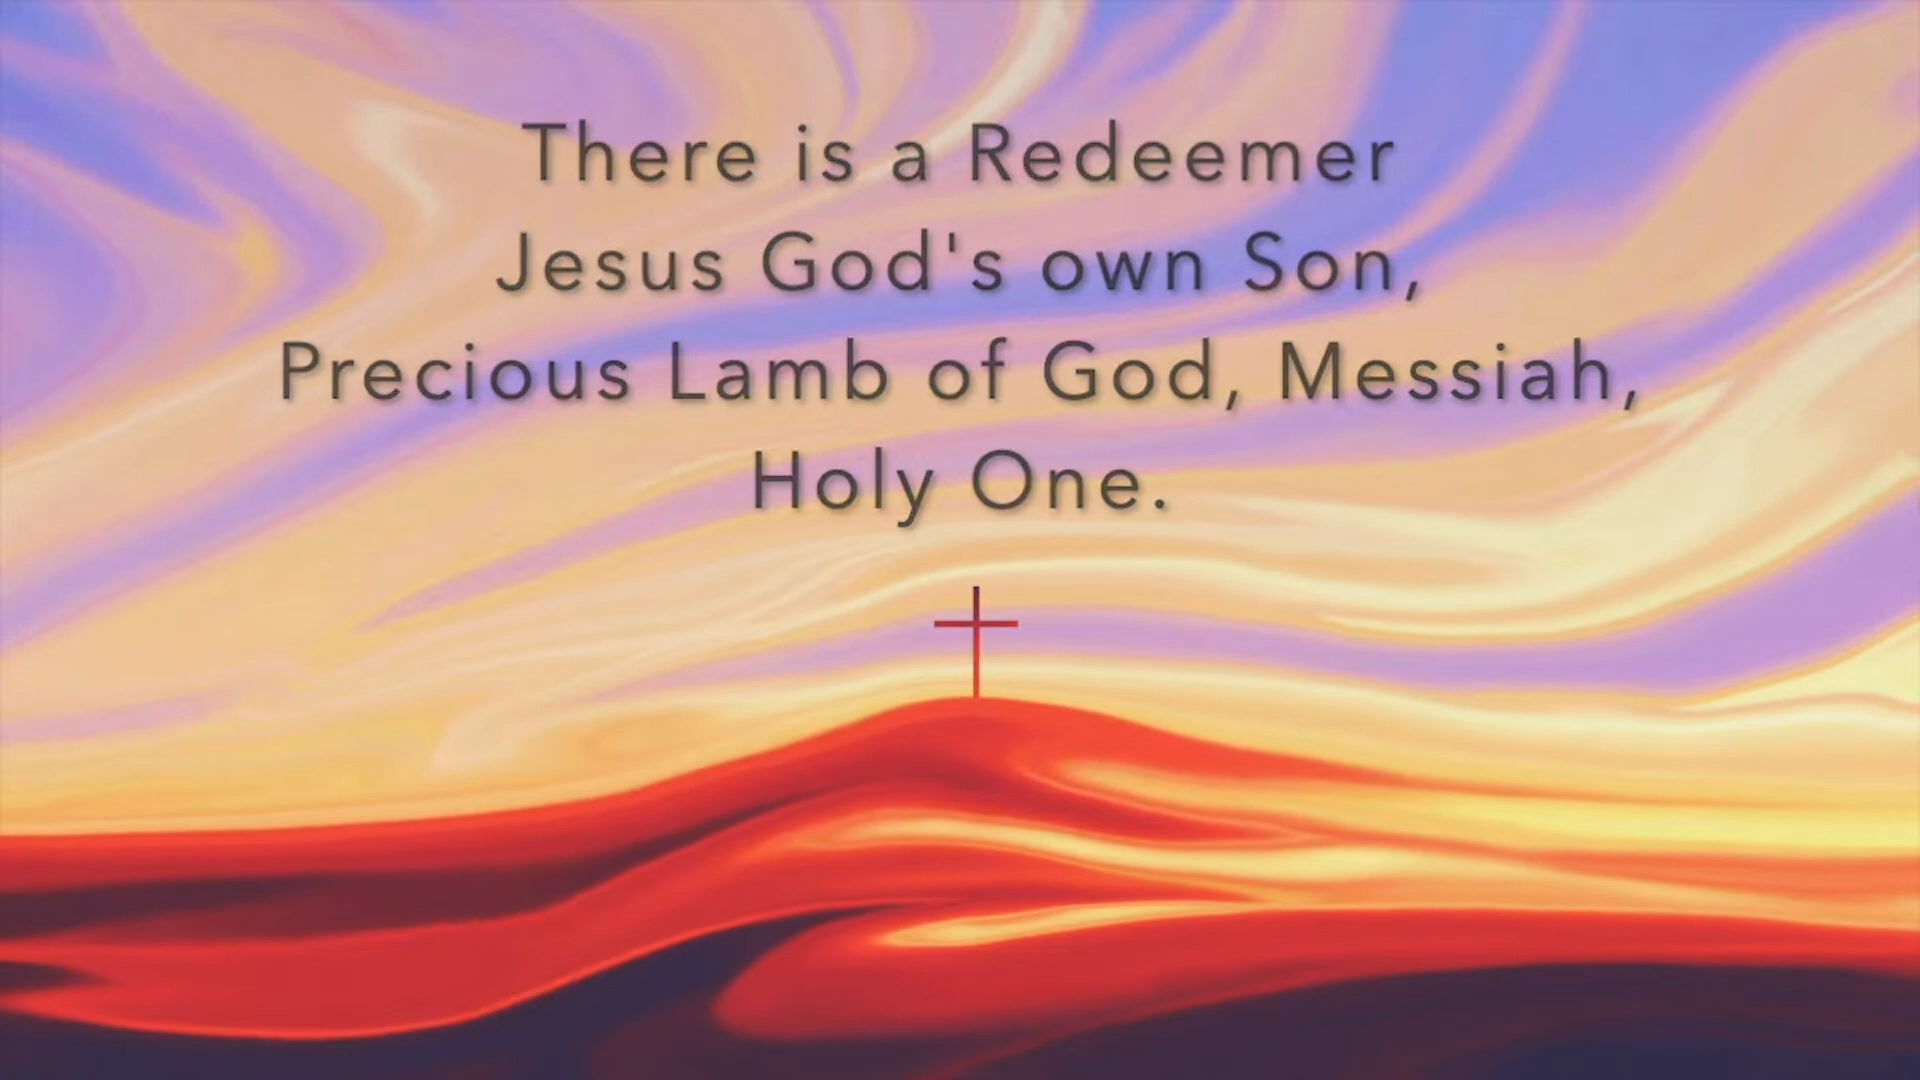 There is a Redeemer
Jesus God's own Son,
Precious Lamb of God, Messiah,
Holy One.